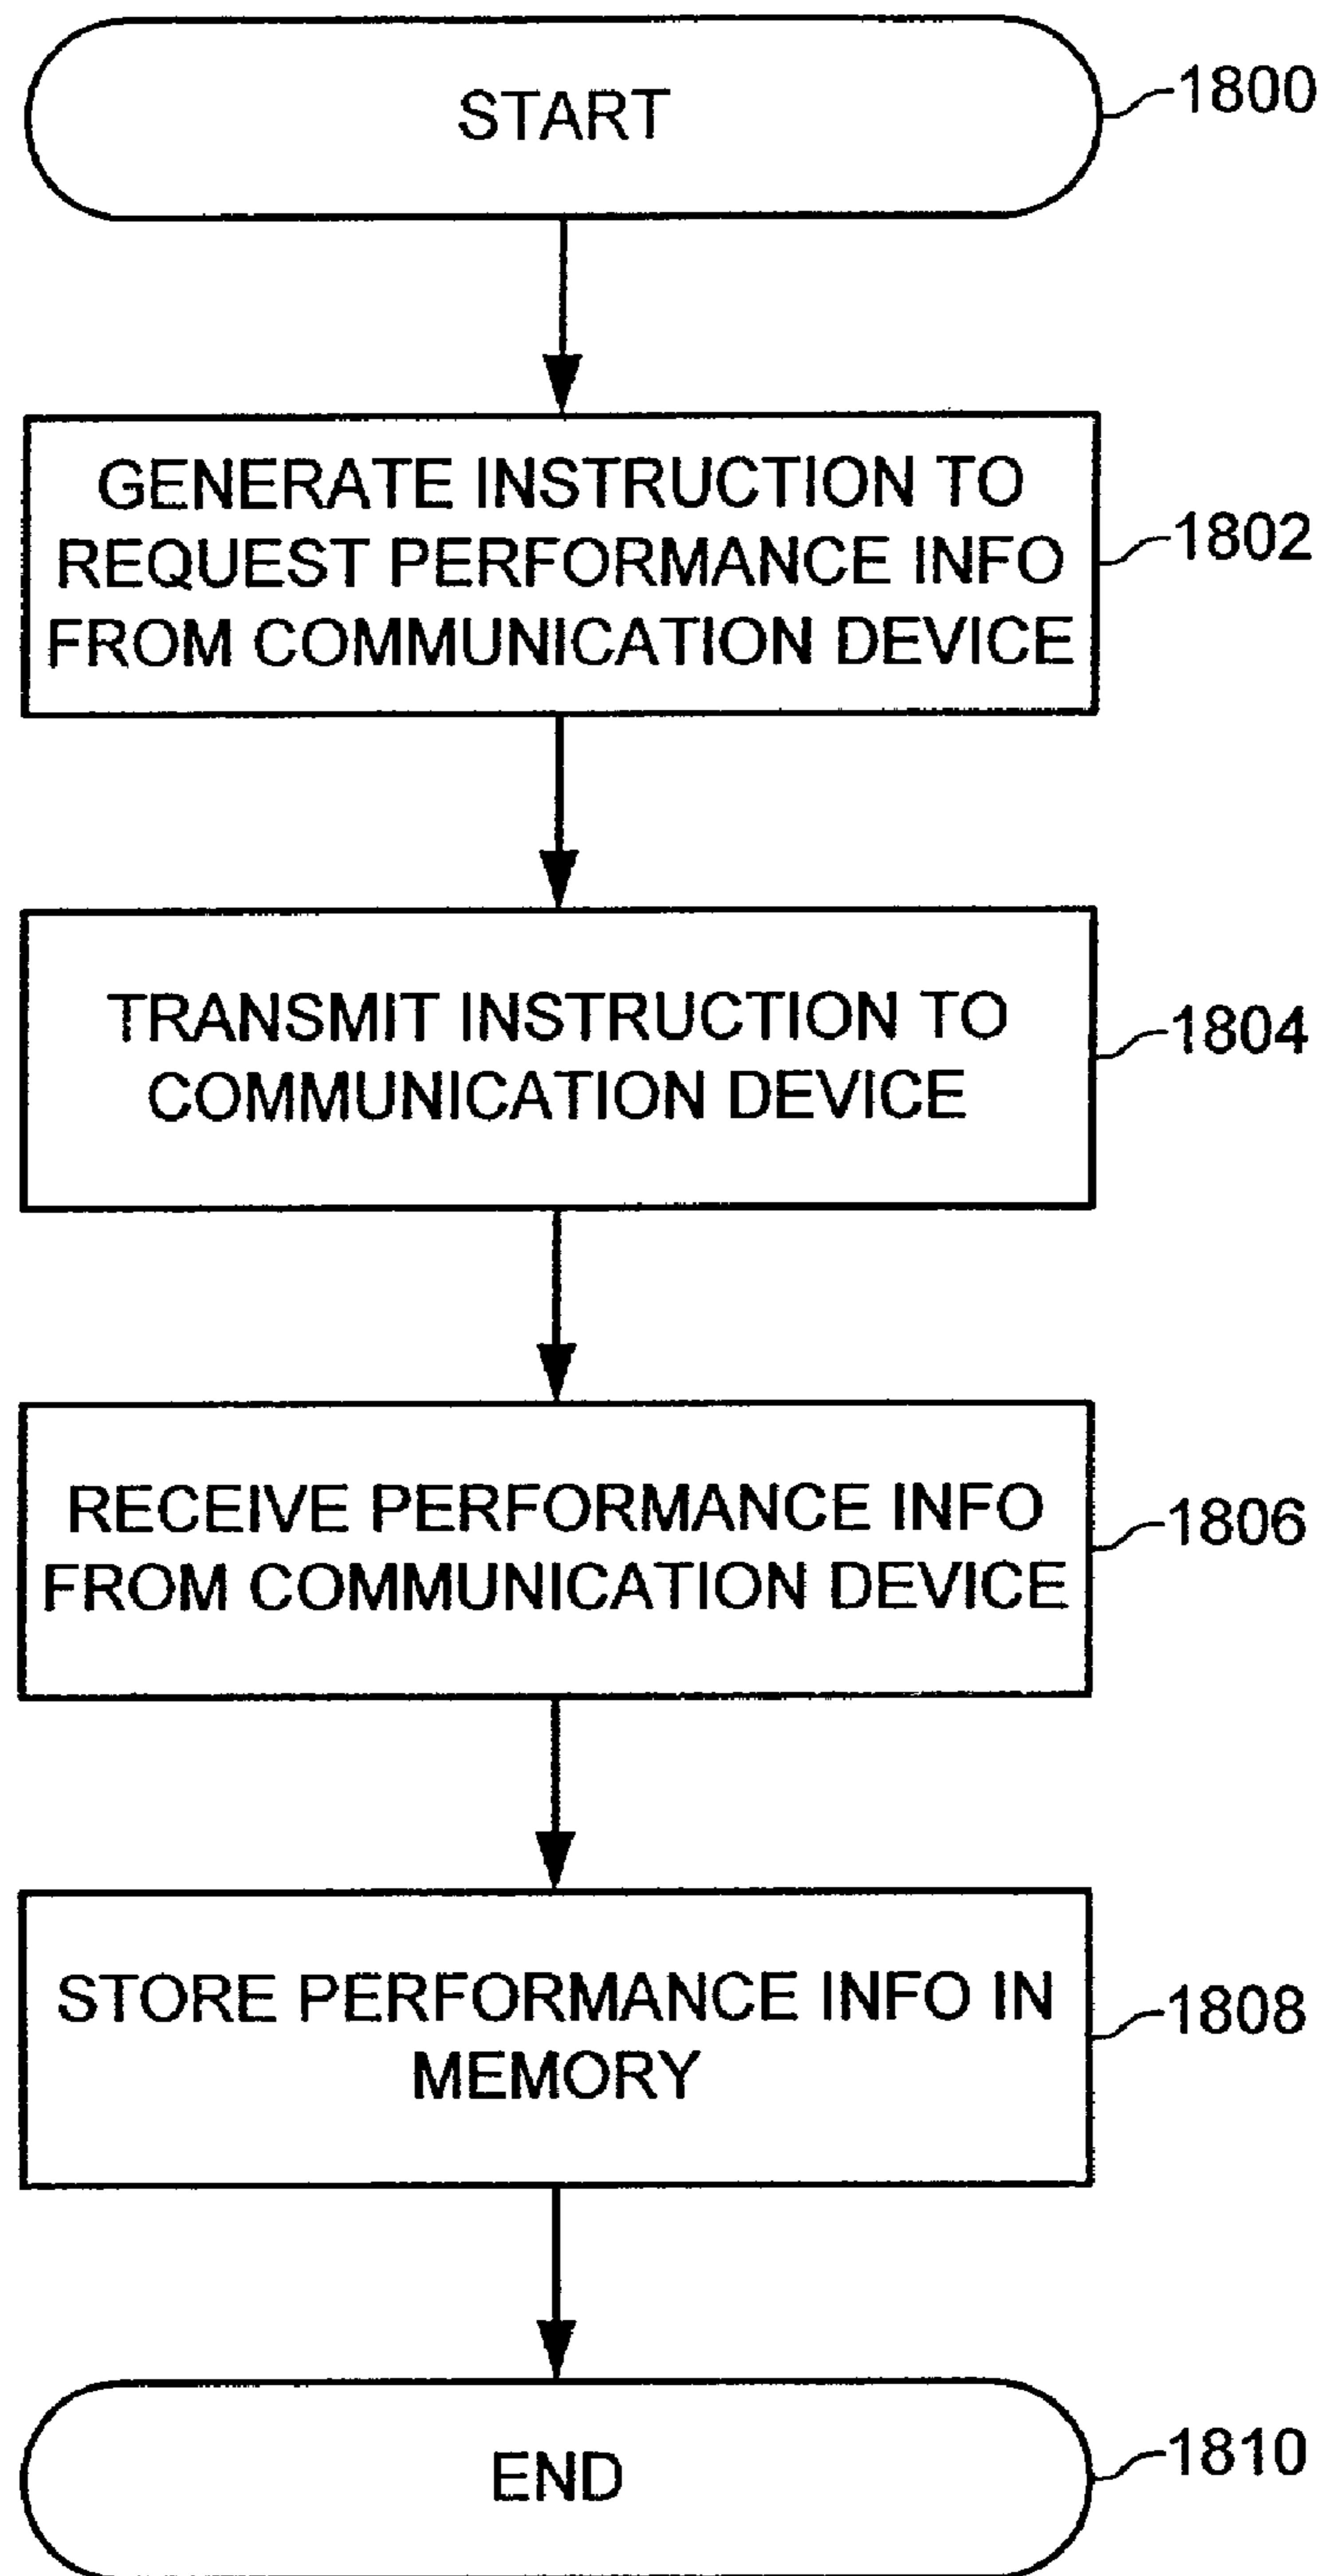 START
1800
GENERATE INSTRUCTION TO
REQUEST PERFORMANCE INFO
FROM COMMUNICATION DEVICE
1802
TRANSMIT INSTRUCTION TO
COMMUNICATION DEVICE
1804
RECEIVE PERFORMANCE INFO
FROM COMMUNICATION DEVICE
1806
STORE PERFORMANCE INFO IN
MEMORY
1808
END
1810